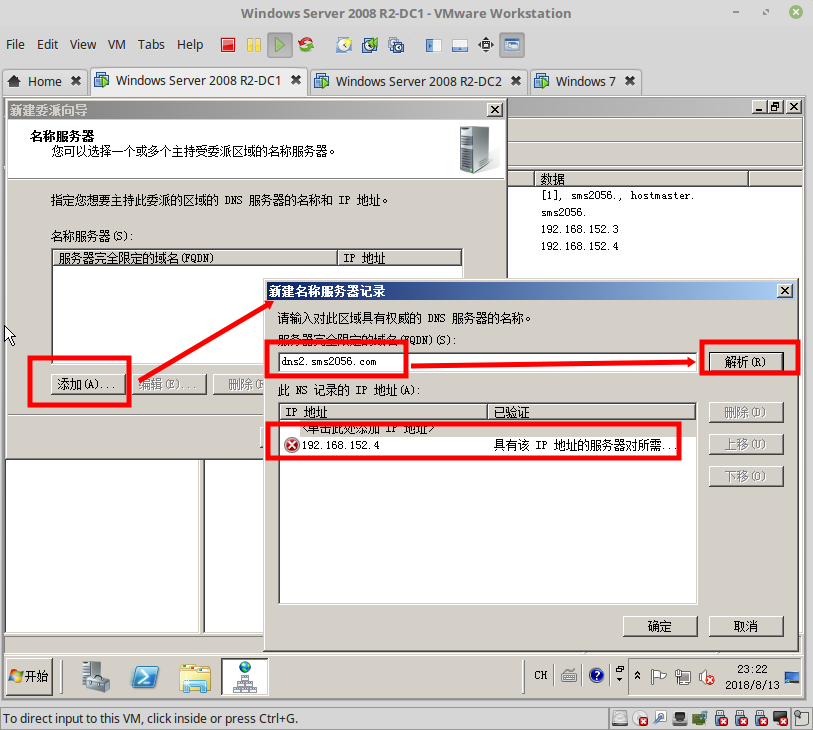 Windows Server 2008 R2-DC1 - VMware Workstation
File Edit View VM Tabs Help
Home Windows Server 2008 R2-DC1 Windows Server 2008 R2-DC2 Windows 7
新建委派向导
名称服务器
您可以选择一个或多个主持受委派区域的名称服务器。
指定您想要主持此委派的区域的 DNS 服务器的名称和 IP 地址。
名称服务器(S):
服务器完全限定的域名(FQDN) IP 地址
数据
[1], sms2056., hostmaster.
sms2056.
192.168.152.3
192.168.152.4
添加(A)... 编辑(E)... 删除(R
新建名称服务器记录
请输入对此区域具有权威的 DNS 服务器的名称。
服务器完全限定的域名(FQDN)(S):
dns2.sms2056.com 解析(R)
此 NS 记录的 IP 地址(A):
IP 地址 已验证
<单击此处添加 IP 地址>
192.168.152.4 具有该 IP 地址的服务器对所需...
删除(D)
上移(U)
下移(O)
确定 取消
开始 CH 23:22
2018/8/13
To direct input to this VM, click inside or press Ctrl+G.